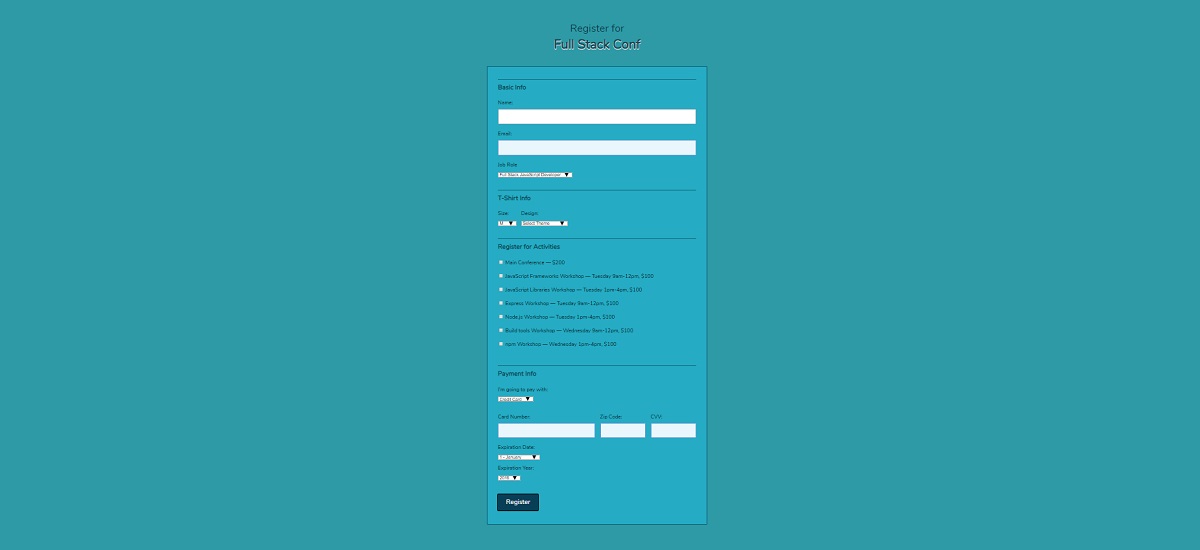 Register for
Full Stack Conf
Basic Info
Name:
Email:
Job Role
Full Stack JavaScript Developer
T-Shirt Info
Size: Design:
M Select Theme
Register for Activities
Main Conference — $200
JavaScript Frameworks Workshop — Tuesday 9am-12pm, $100
JavaScript Libraries Workshop — Tuesday 1pm-4pm, $100
Express Workshop — Tuesday 9am-12pm, $100
Node.js Workshop — Tuesday 1pm-4pm, $100
Build tools Workshop — Wednesday 9am-12pm, $100
npm Workshop — Wednesday 1pm-4pm, $100
Payment Info
I'm going to pay with:
Credit Card
Card Number: Zip Code: CVV:
Expiration Date:
1 - January
Expiration Year:
Register